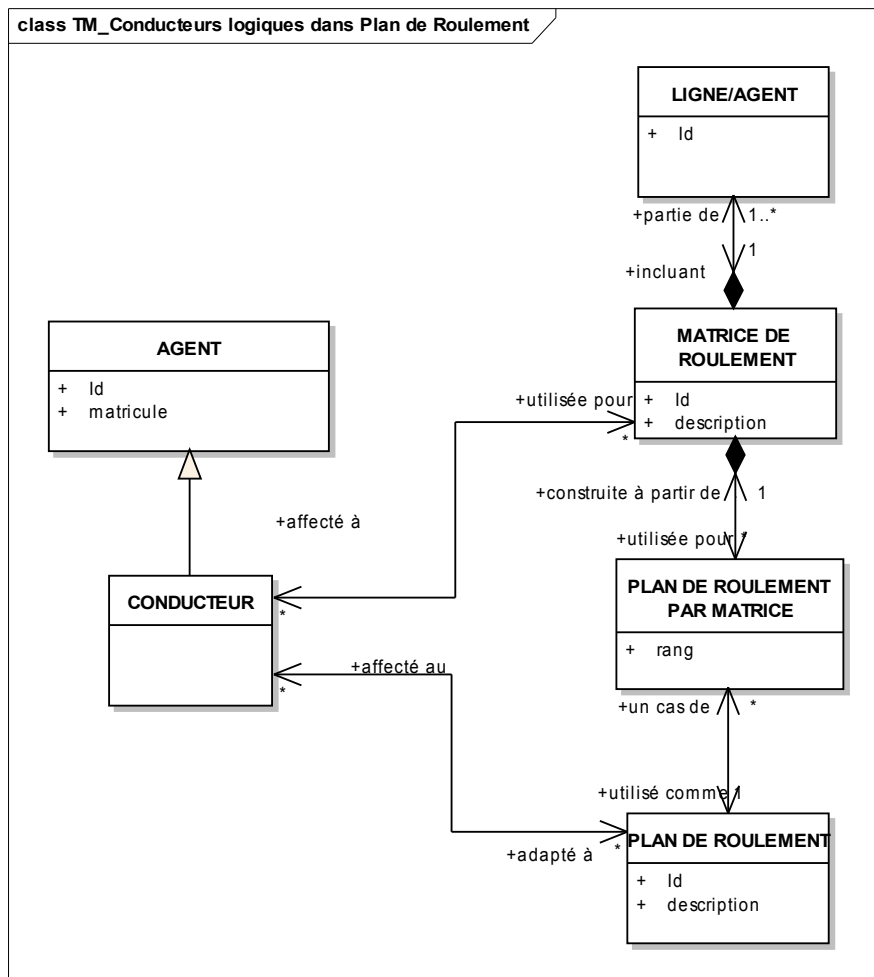 class TM_Conducteurs logiques dans Plan de Roulement
LIGNE/AGENT
+ Id
+partie de 1..*
1
+incluant
AGENT
+ Id
+ matricule
MATRICE DE
ROULEMENT
+ Id
+ description
+utilisée pour
*
+construite à partir de 1
+affecté à
+utilisée pour *
CONDUCTEUR
*
PLAN DE ROULEMENT
PAR MATRICE
+ rang
+affecté au
*
+un cas de *
+utilisé comme 1
PLAN DE ROULEMENT
+ Id
+ description
*
+adapté à